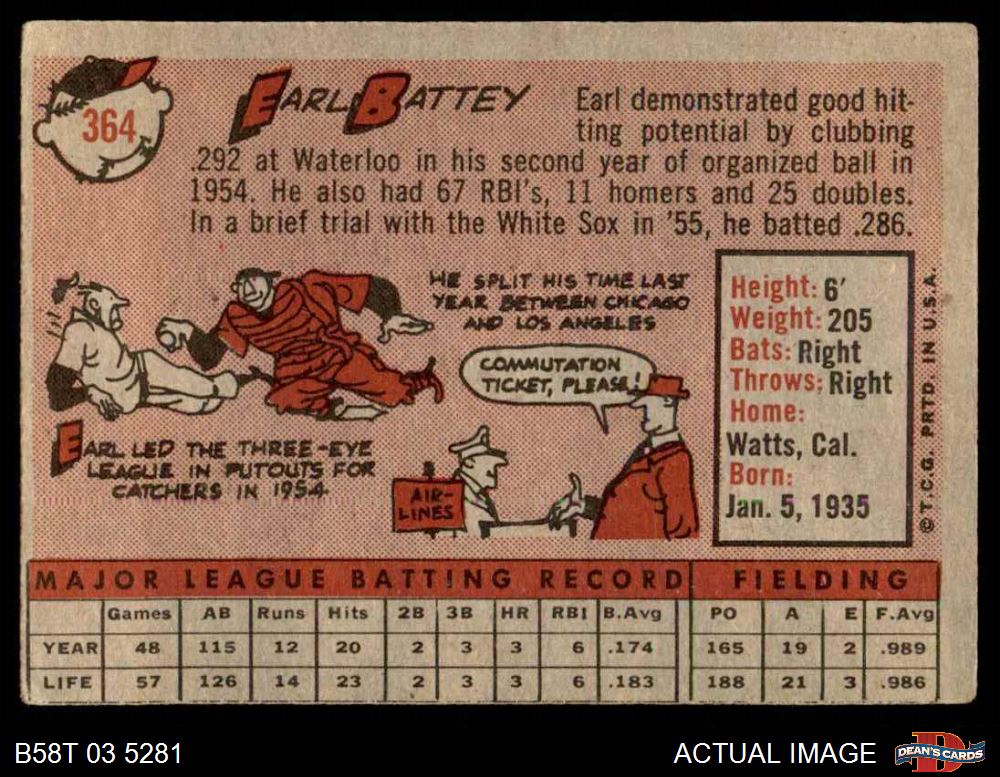 364
EARL BATTEY
Earl demonstrated good hit-
ting potential by clubbing
.292 at Waterloo in his second year of organized ball in
1954. He also had 67 RBI's, 11 homers and 25 doubles.
In a brief trial with the White Sox in '55, he batted .286.
HE SPLIT HIS TIME LAST
YEAR BETWEEN CHICAGO
AND LOS ANGELES
COMMUTATION
TICKET, PLEASE!
EARL LED THE THREE-EYE
LEAGUE IN PUTOUTS FOR
CATCHERS IN 1954
AIR-
LINES
Height: 6'
Weight: 205
Bats: Right
Throws: Right
Home:
Watts, Cal.
Born:
Jan. 5, 1935
© T.C.G. PRTD. IN U.S.A.
MAJOR LEAGUE BATTING RECORD FIELDING
Games AB Runs Hits 2B 3B HR RBI B.Avg PO A E F.Avg
YEAR 48 115 12 20 2 3 3 6 .174 165 19 2 .989
LIFE 57 126 14 23 2 3 3 6 .183 188 21 3 .986
B58T 03 5281
ACTUAL IMAGE
DEAN'S CARDS